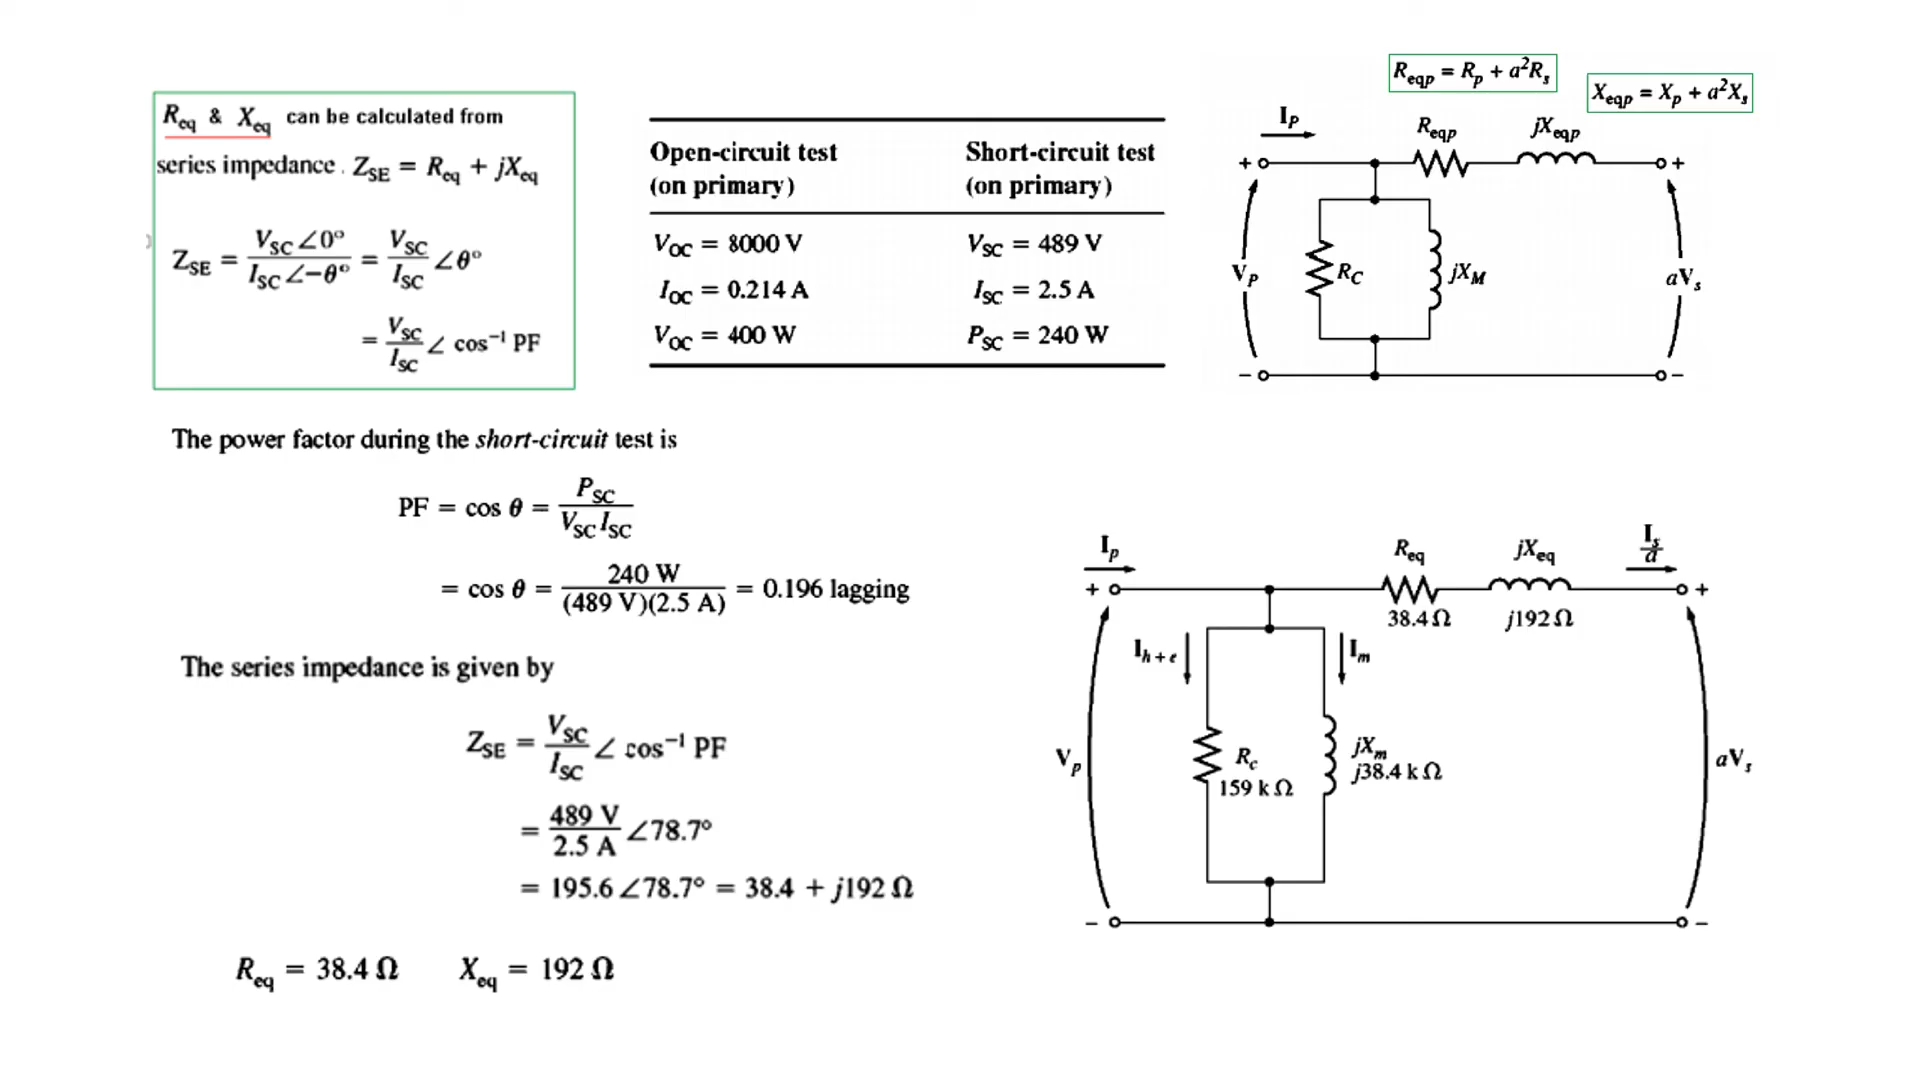 R_eq & X_eq can be calculated from
series impedance . Z_SE = R_eq + jX_eq
Z_SE = V_SC∠0° / I_SC∠−θ° = V_SC / I_SC ∠θ°
= V_SC / I_SC ∠ cos⁻¹ PF
Open-circuit test (on primary)
Short-circuit test (on primary)
V_OC = 8000 V
V_SC = 489 V
I_OC = 0.214 A
I_SC = 2.5 A
V_OC = 400 W
P_SC = 240 W
R_eqp = R_p + a²R_s
X_eqp = X_p + a²X_s
I_P
R_eqp
jX_eqp
+
+
V_P
R_C
jX_M
aV_s
−
−
The power factor during the short-circuit test is
PF = cos θ = P_SC / V_SC I_SC
= cos θ = 240 W / (489 V)(2.5 A) = 0.196 lagging
The series impedance is given by
Z_SE = V_SC / I_SC ∠ cos⁻¹ PF
= 489 V / 2.5 A ∠78.7°
= 195.6 ∠78.7° = 38.4 + j192 Ω
R_eq = 38.4 Ω
X_eq = 192 Ω
I_p
R_eq
jX_eq
I_s / a
+
+
38.4 Ω
j192 Ω
I_h+e
I_m
V_p
R_c
159 k Ω
jX_m
j38.4 k Ω
aV_s
−
−